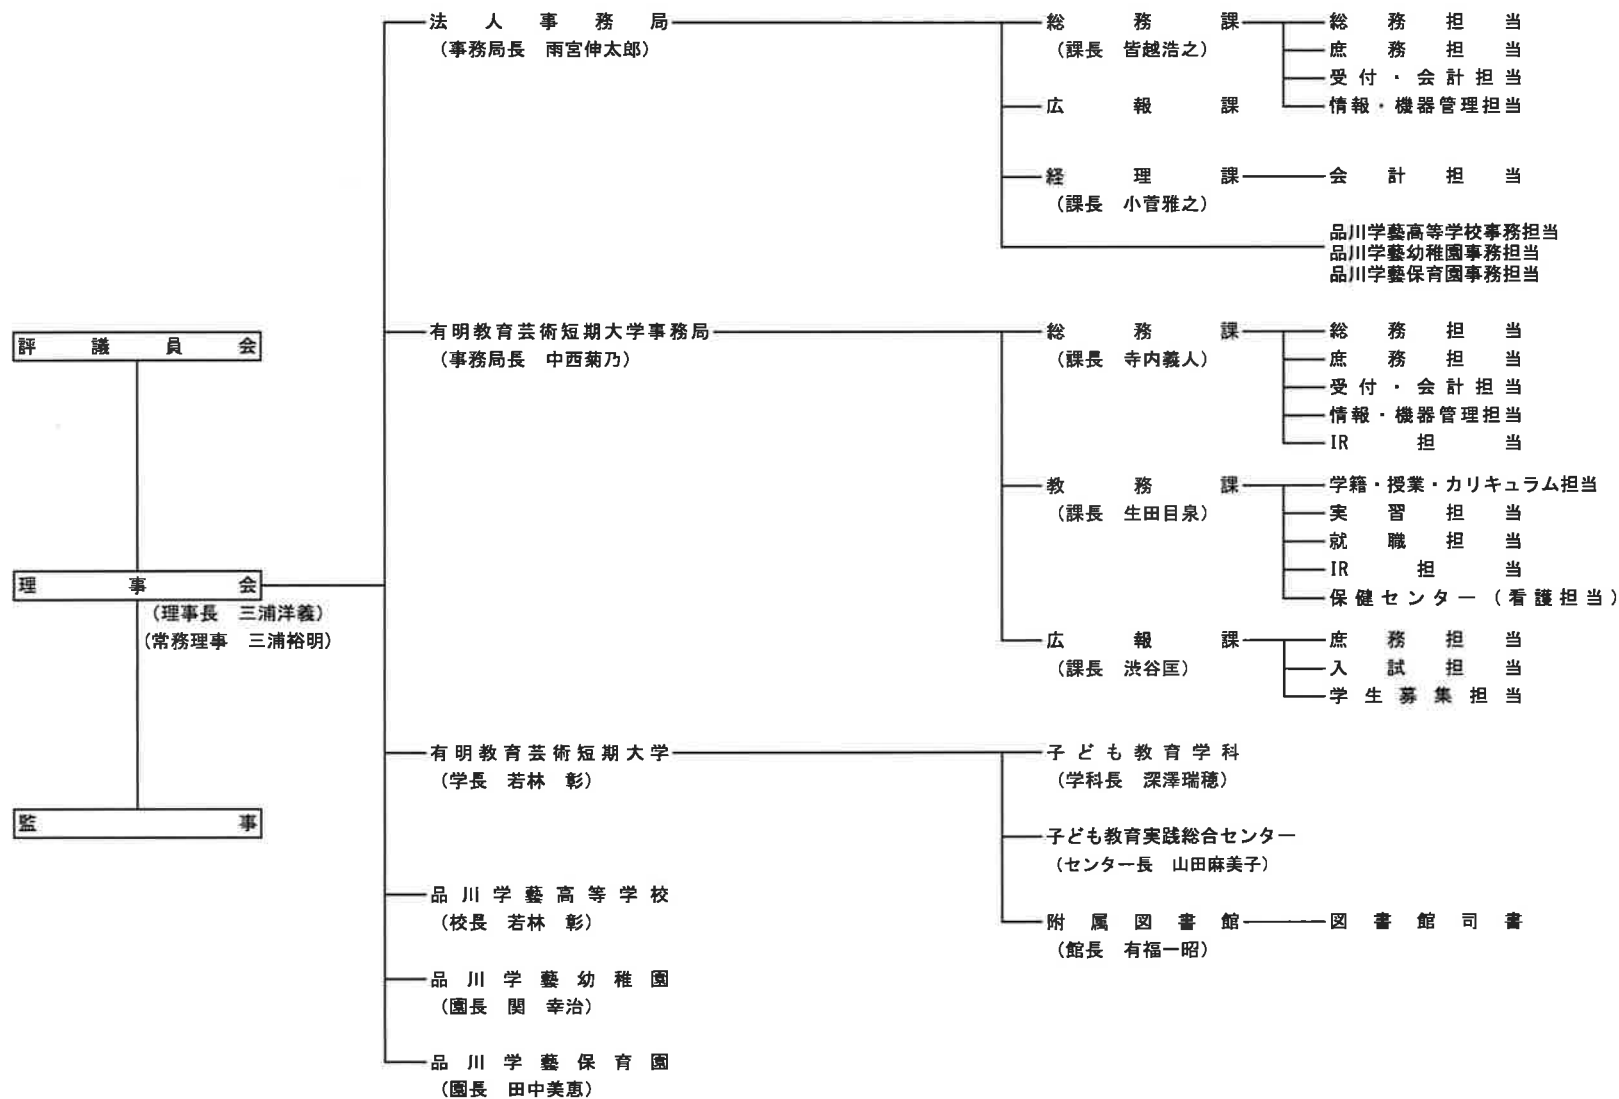 評議員会
理事会
(理事長 三浦洋義)
(常務理事 三浦裕明)
監事
法人事務局
(事務局長 雨宮伸太郎)
総務課
(課長 皆越浩之)
総務担当
庶務担当
受付・会計担当
情報・機器管理担当
広報課
経理課
(課長 小菅雅之)
会計担当
品川学藝高等学校事務担当
品川学藝幼稚園事務担当
品川学藝保育園事務担当
有明教育芸術短期大学事務局
(事務局長 中西菊乃)
総務課
(課長 寺内義人)
総務担当
庶務担当
受付・会計担当
情報・機器管理担当
IR担当
教務課
(課長 生田目泉)
学籍・授業・カリキュラム担当
実習担当
就職担当
IR担当
保健センター(看護担当)
広報課
(課長 渋谷匡)
庶務担当
入試担当
学生募集担当
有明教育芸術短期大学
(学長 若林 彰)
子ども教育学科
(学科長 深澤瑞穂)
子ども教育実践総合センター
(センター長 山田麻美子)
附属図書館
(館長 有福一昭)
図書館司書
品川学藝高等学校
(校長 若林 彰)
品川学藝幼稚園
(園長 関 幸治)
品川学藝保育園
(園長 田中美恵)